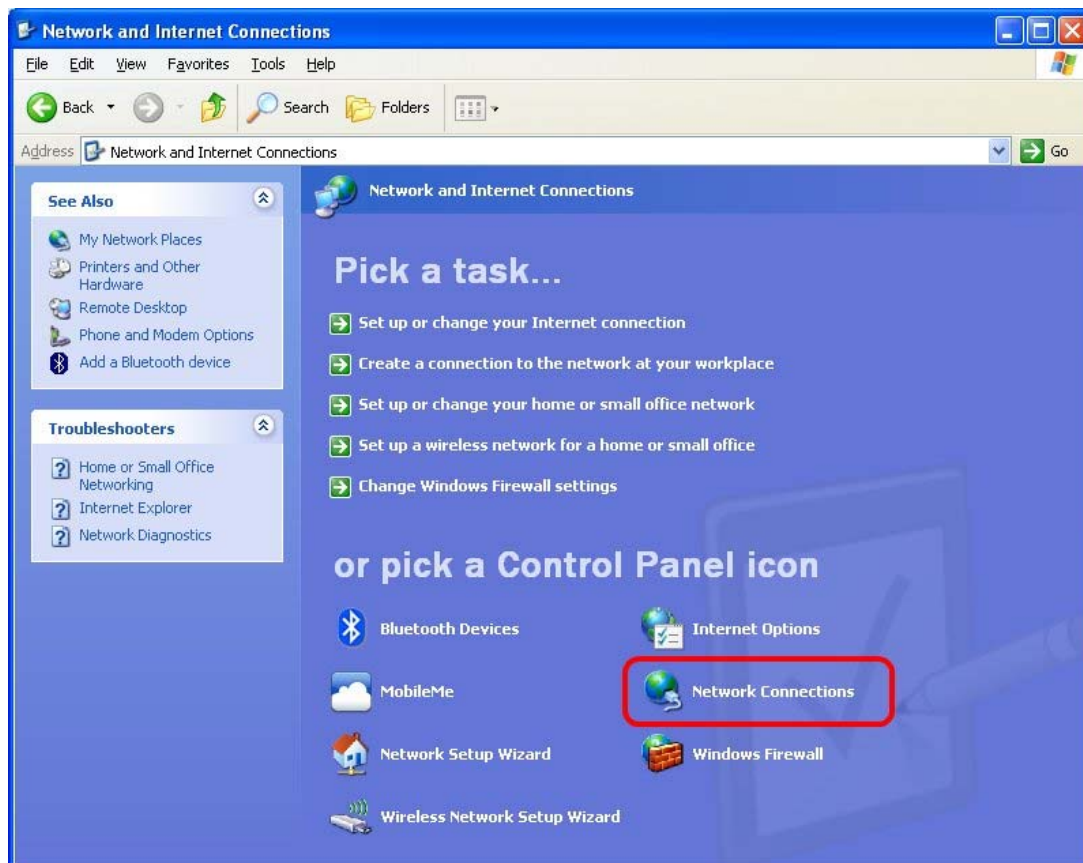 Network and Internet Connections
File Edit View Favorites Tools Help
Back Search Folders
Address Network and Internet Connections Go
See Also
My Network Places
Printers and Other
Hardware
Remote Desktop
Phone and Modem Options
Add a Bluetooth device
Troubleshooters
Home or Small Office
Networking
Internet Explorer
Network Diagnostics
Network and Internet Connections
Pick a task...
Set up or change your Internet connection
Create a connection to the network at your workplace
Set up or change your home or small office network
Set up a wireless network for a home or small office
Change Windows Firewall settings
or pick a Control Panel icon
Bluetooth Devices Internet Options
MobileMe Network Connections
Network Setup Wizard Windows Firewall
Wireless Network Setup Wizard